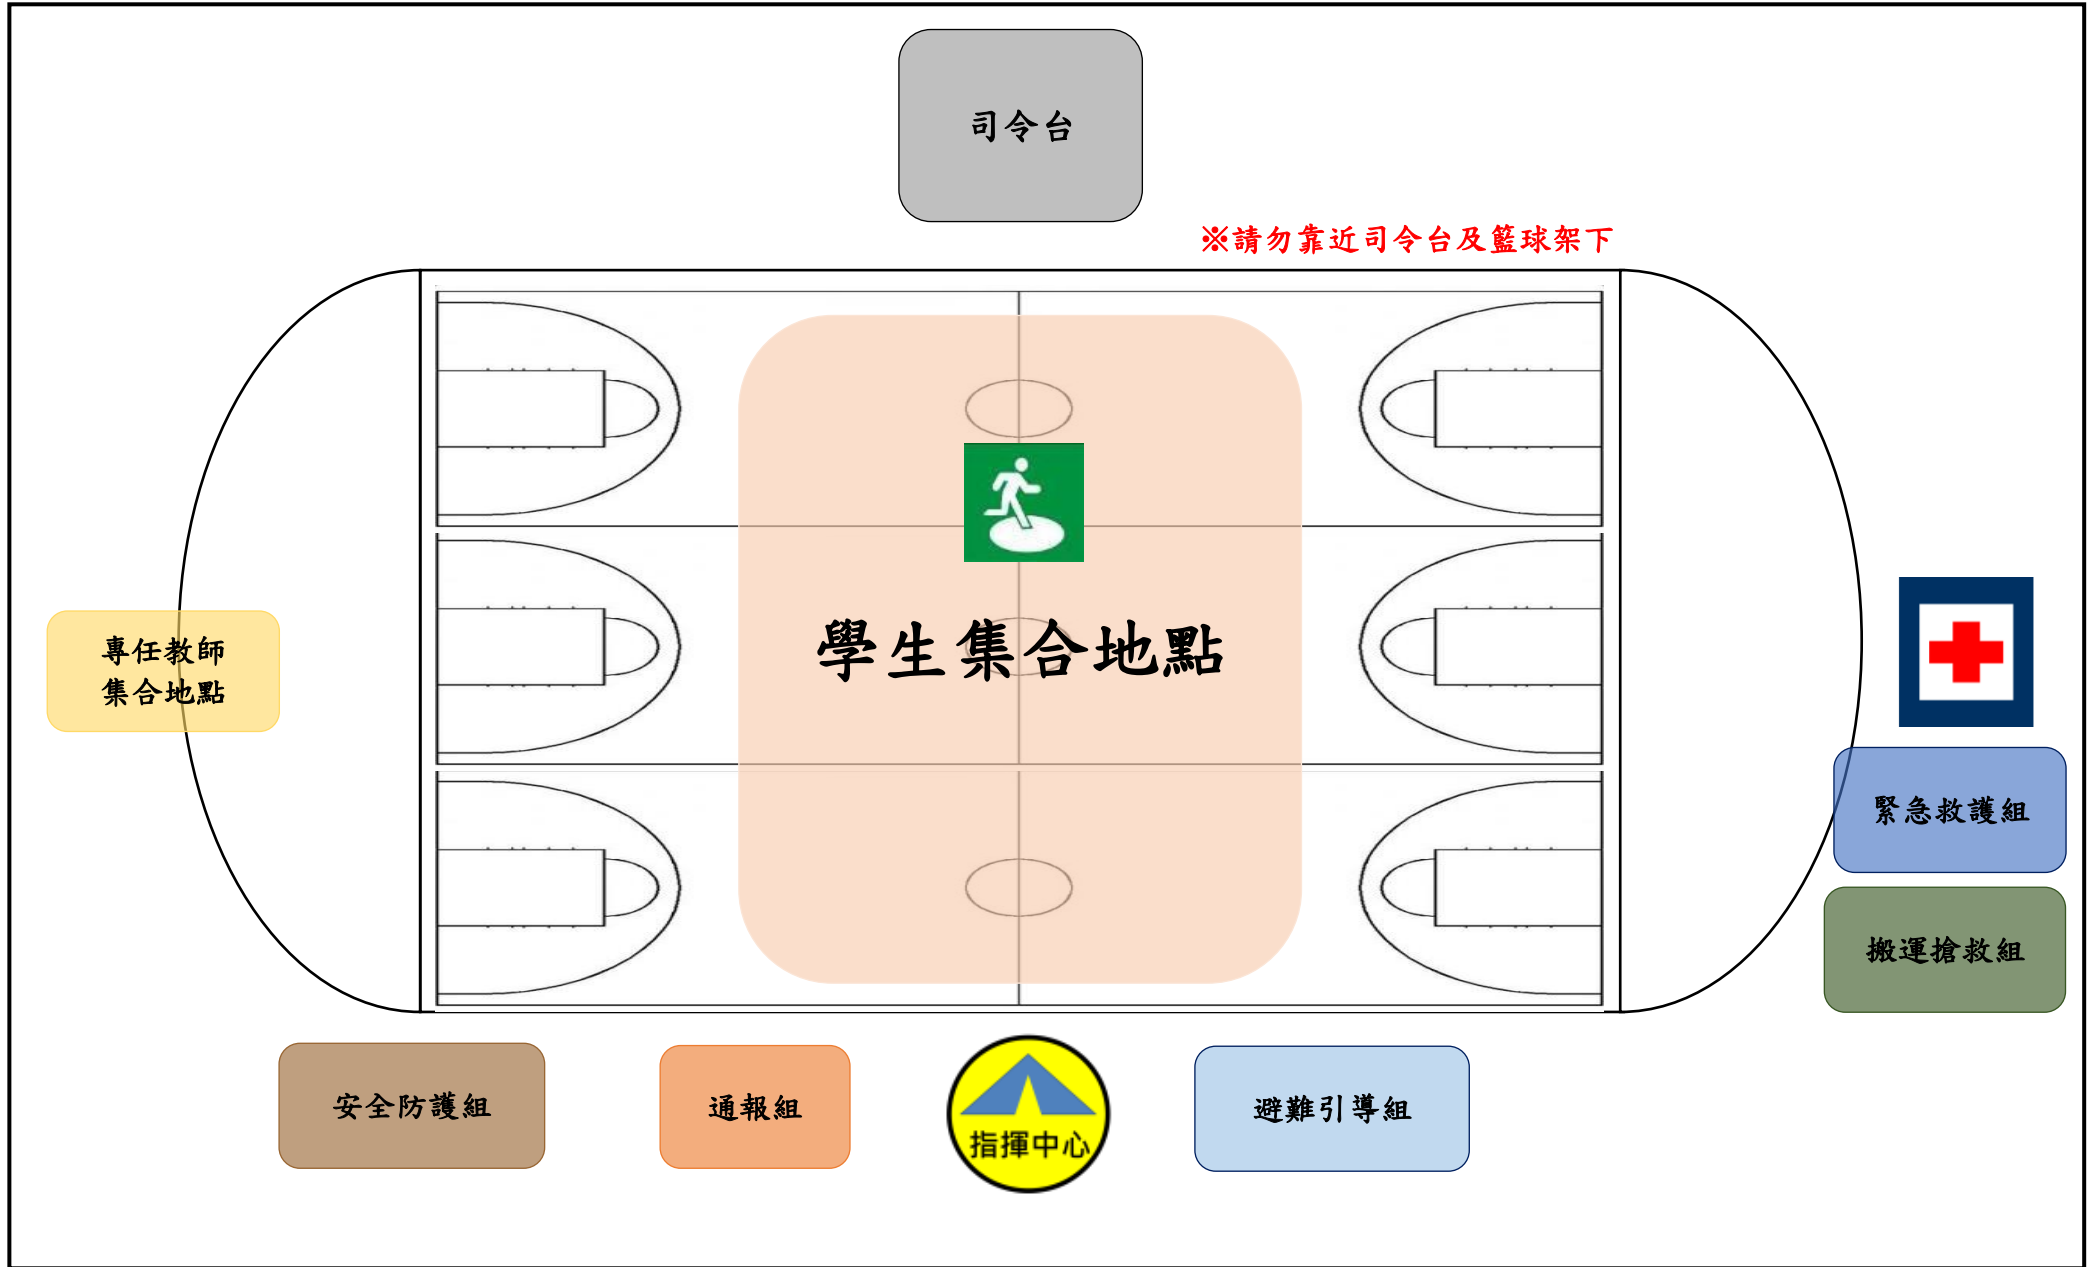 司令台
※請勿靠近司令台及籃球架下
學生集合地點
專任教師
集合地點
緊急救護組
搬運搶救組
安全防護組
通報組
指揮中心
避難引導組